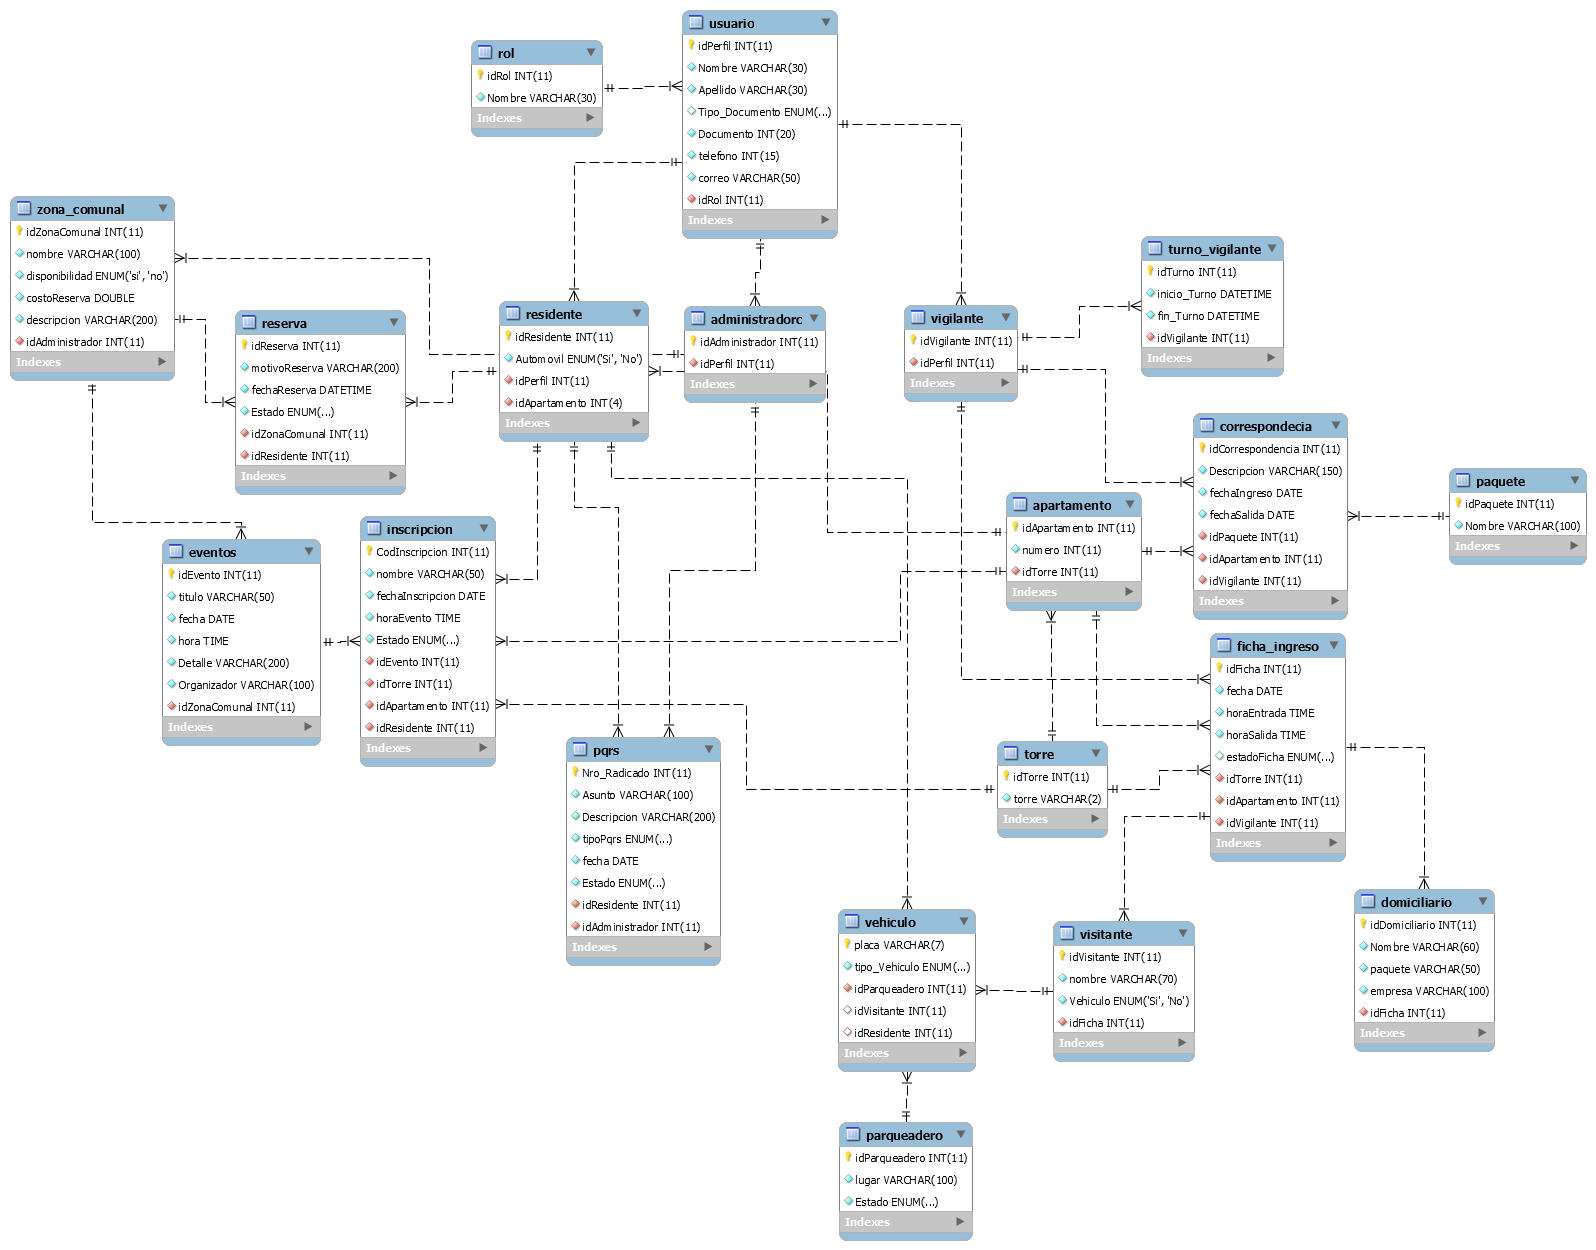 usuario
idPerfil INT(11)
Nombre VARCHAR(30)
Apellido VARCHAR(30)
Tipo_Documento ENUM(...)
Documento INT(20)
telefono INT(15)
correo VARCHAR(50)
idRol INT(11)
Indexes
rol
idRol INT(11)
Nombre VARCHAR(30)
Indexes
zona_comunal
idZonaComunal INT(11)
nombre VARCHAR(100)
disponibilidad ENUM('si', 'no')
costoReserva DOUBLE
descripcion VARCHAR(200)
idAdministrador INT(11)
Indexes
reserva
idReserva INT(11)
motivoReserva VARCHAR(200)
fechaReserva DATETIME
Estado ENUM(...)
idZonaComunal INT(11)
idResidente INT(11)
Indexes
residente
idResidente INT(11)
Automovil ENUM('Si', 'No')
idPerfil INT(11)
idApartamento INT(4)
Indexes
administradorc
idAdministrador INT(11)
idPerfil INT(11)
Indexes
vigilante
idVigilante INT(11)
idPerfil INT(11)
Indexes
turno_vigilante
idTurno INT(11)
inicio_Turno DATETIME
fin_Turno DATETIME
idVigilante INT(11)
Indexes
correspondecia
idCorrespondencia INT(11)
Descripcion VARCHAR(150)
fechaIngreso DATE
fechaSalida DATE
idPaquete INT(11)
idApartamento INT(11)
idVigilante INT(11)
Indexes
paquete
idPaquete INT(11)
Nombre VARCHAR(100)
Indexes
apartamento
idApartamento INT(11)
numero INT(11)
idTorre INT(11)
Indexes
eventos
idEvento INT(11)
titulo VARCHAR(50)
fecha DATE
hora TIME
Detalle VARCHAR(200)
Organizador VARCHAR(100)
idZonaComunal INT(11)
Indexes
inscripcion
CodInscripcion INT(11)
nombre VARCHAR(50)
fechaInscripcion DATE
horaEvento TIME
Estado ENUM(...)
idEvento INT(11)
idTorre INT(11)
idApartamento INT(11)
idResidente INT(11)
Indexes
ficha_ingreso
idFicha INT(11)
fecha DATE
horaEntrada TIME
horaSalida TIME
estadoFicha ENUM(...)
idTorre INT(11)
idApartamento INT(11)
idVigilante INT(11)
Indexes
pqrs
Nro_Radicado INT(11)
Asunto VARCHAR(100)
Descripcion VARCHAR(200)
tipoPqrs ENUM(...)
fecha DATE
Estado ENUM(...)
idResidente INT(11)
idAdministrador INT(11)
Indexes
torre
idTorre INT(11)
torre VARCHAR(2)
Indexes
vehiculo
placa VARCHAR(7)
tipo_Vehiculo ENUM(...)
idParqueadero INT(11)
idVisitante INT(11)
idResidente INT(11)
Indexes
visitante
idVisitante INT(11)
nombre VARCHAR(70)
Vehiculo ENUM('Si', 'No')
idFicha INT(11)
Indexes
domiciliario
idDomiciliario INT(11)
Nombre VARCHAR(60)
paquete VARCHAR(50)
empresa VARCHAR(100)
idFicha INT(11)
Indexes
parqueadero
idParqueadero INT(11)
lugar VARCHAR(100)
Estado ENUM(...)
Indexes